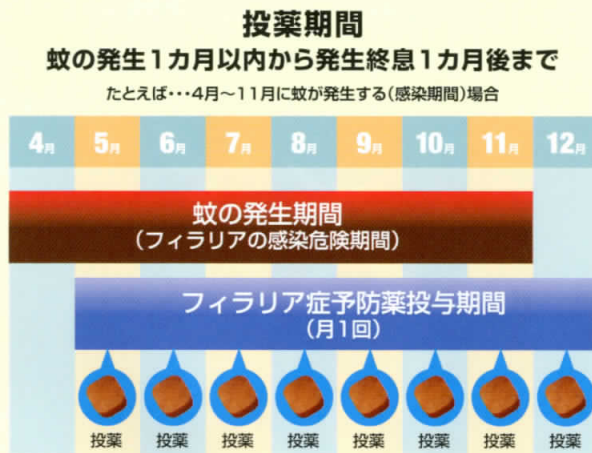 投薬期間
蚊の発生1カ月以内から発生終息1カ月後まで
たとえば･･･4月～11月に蚊が発生する(感染期間)場合
4月 5月 6月 7月 8月 9月 10月 11月 12月
蚊の発生期間
(フィラリアの感染危険期間)
フィラリア症予防薬投与期間
(月1回)
投薬 投薬 投薬 投薬 投薬 投薬 投薬 投薬